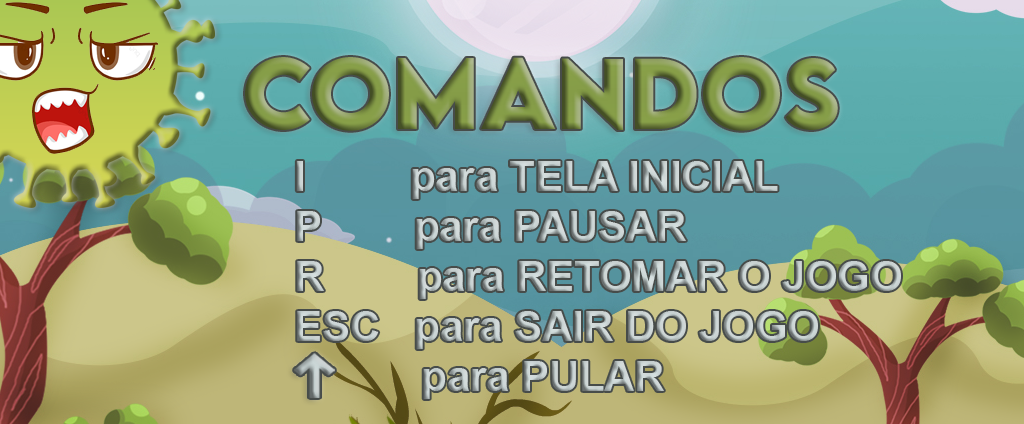 COMANDOS
I para TELA INICIAL
P para PAUSAR
R para RETOMAR O JOGO
ESC para SAIR DO JOGO
↑ para PULAR